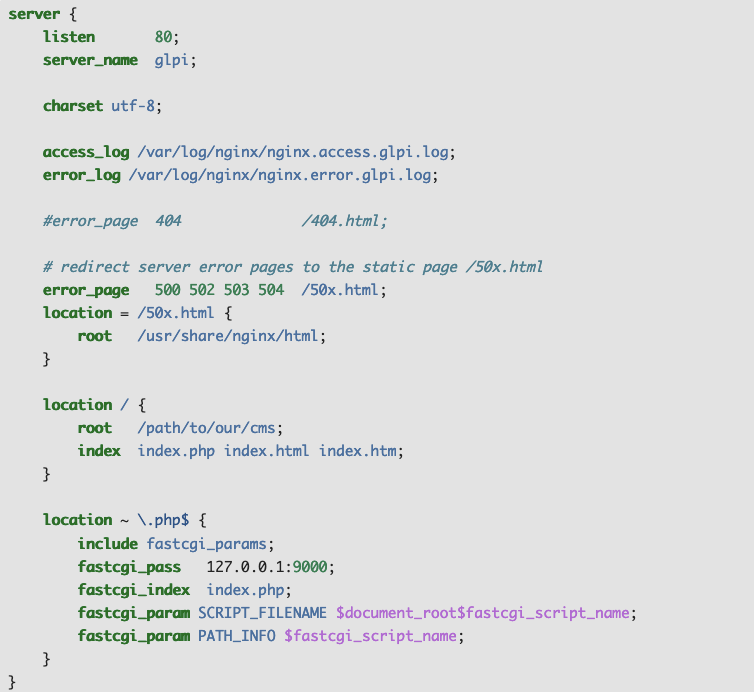 server {
    listen       80;
    server_name  glpi;

    charset utf-8;

    access_log /var/log/nginx/nginx.access.glpi.log;
    error_log /var/log/nginx/nginx.error.glpi.log;

    #error_page  404              /404.html;

    # redirect server error pages to the static page /50x.html
    error_page   500 502 503 504  /50x.html;
    location = /50x.html {
        root   /usr/share/nginx/html;
    }

    location / {
        root   /path/to/our/cms;
        index  index.php index.html index.htm;
    }

    location ~ \.php$ {
        include fastcgi_params;
        fastcgi_pass   127.0.0.1:9000;
        fastcgi_index  index.php;
        fastcgi_param SCRIPT_FILENAME $document_root$fastcgi_script_name;
        fastcgi_param PATH_INFO $fastcgi_script_name;
    }
}